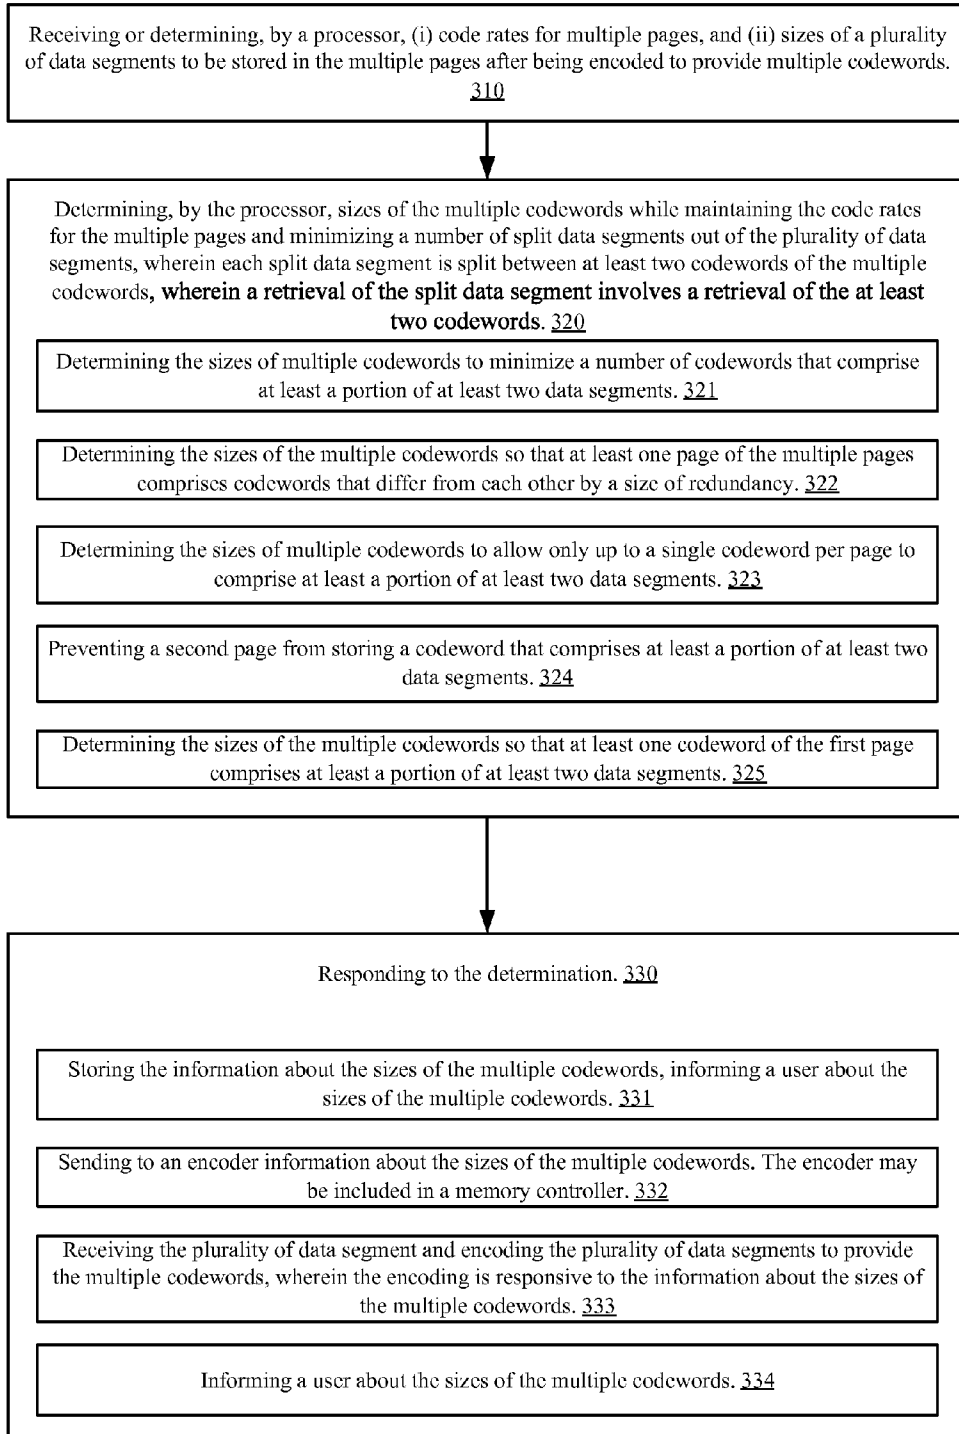 Receiving or determining, by a processor, (i) code rates for multiple pages, and (ii) sizes of a plurality
of data segments to be stored in the multiple pages after being encoded to provide multiple codewords.
310
Determining, by the processor, sizes of the multiple codewords while maintaining the code rates
for the multiple pages and minimizing a number of split data segments out of the plurality of data
segments, wherein each split data segment is split between at least two codewords of the multiple
codewords, wherein a retrieval of the split data segment involves a retrieval of the at least
two codewords. 320
Determining the sizes of multiple codewords to minimize a number of codewords that comprise
at least a portion of at least two data segments. 321
Determining the sizes of the multiple codewords so that at least one page of the multiple pages
comprises codewords that differ from each other by a size of redundancy. 322
Determining the sizes of multiple codewords to allow only up to a single codeword per page to
comprise at least a portion of at least two data segments. 323
Preventing a second page from storing a codeword that comprises at least a portion of at least two
data segments. 324
Determining the sizes of the multiple codewords so that at least one codeword of the first page
comprises at least a portion of at least two data segments. 325
Responding to the determination. 330
Storing the information about the sizes of the multiple codewords, informing a user about the
sizes of the multiple codewords. 331
Sending to an encoder information about the sizes of the multiple codewords. The encoder may
be included in a memory controller. 332
Receiving the plurality of data segment and encoding the plurality of data segments to provide
the multiple codewords, wherein the encoding is responsive to the information about the sizes of
the multiple codewords. 333
Informing a user about the sizes of the multiple codewords. 334